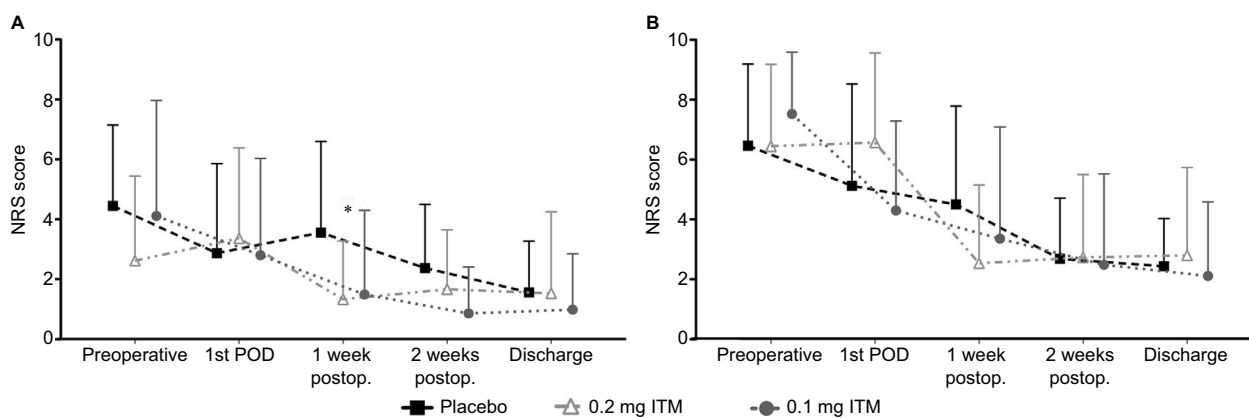 A
B
10
8
6
4
2
0
NRS score
10
8
6
4
2
0
NRS score
*
Preoperative 1st POD 1 week postop. 2 weeks postop. Discharge
Preoperative 1st POD 1 week postop. 2 weeks postop. Discharge
Placebo 0.2 mg ITM 0.1 mg ITM